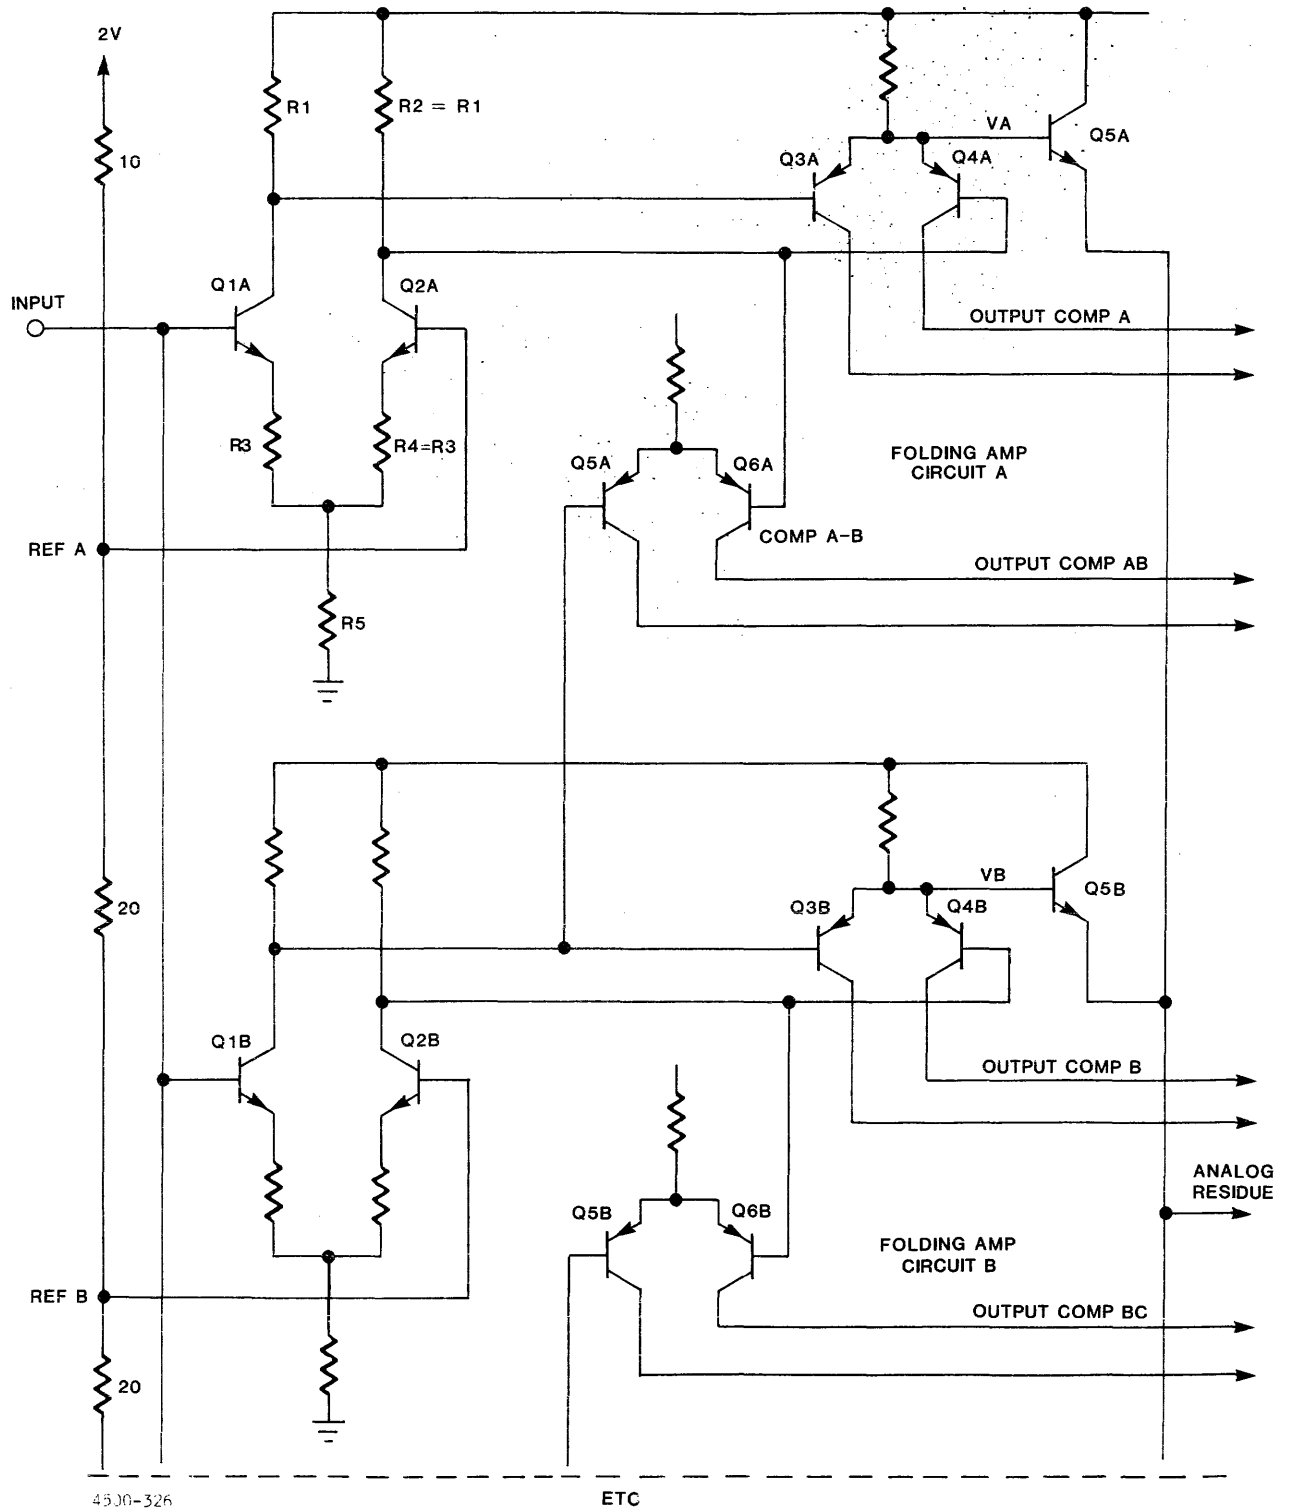 2V
R1
R2 = R1
10
VA
Q5A
Q3A
Q4A
Q1A
Q2A
INPUT
OUTPUT COMP A
R3
R4=R3
FOLDING AMP
CIRCUIT A
Q5A
Q6A
COMP A-B
REF A
OUTPUT COMP AB
R5
20
VB
Q5B
Q3B
Q4B
Q1B
Q2B
OUTPUT COMP B
ANALOG
RESIDUE
Q5B
Q6B
FOLDING AMP
CIRCUIT B
REF B
OUTPUT COMP BC
20
4500-326
ETC